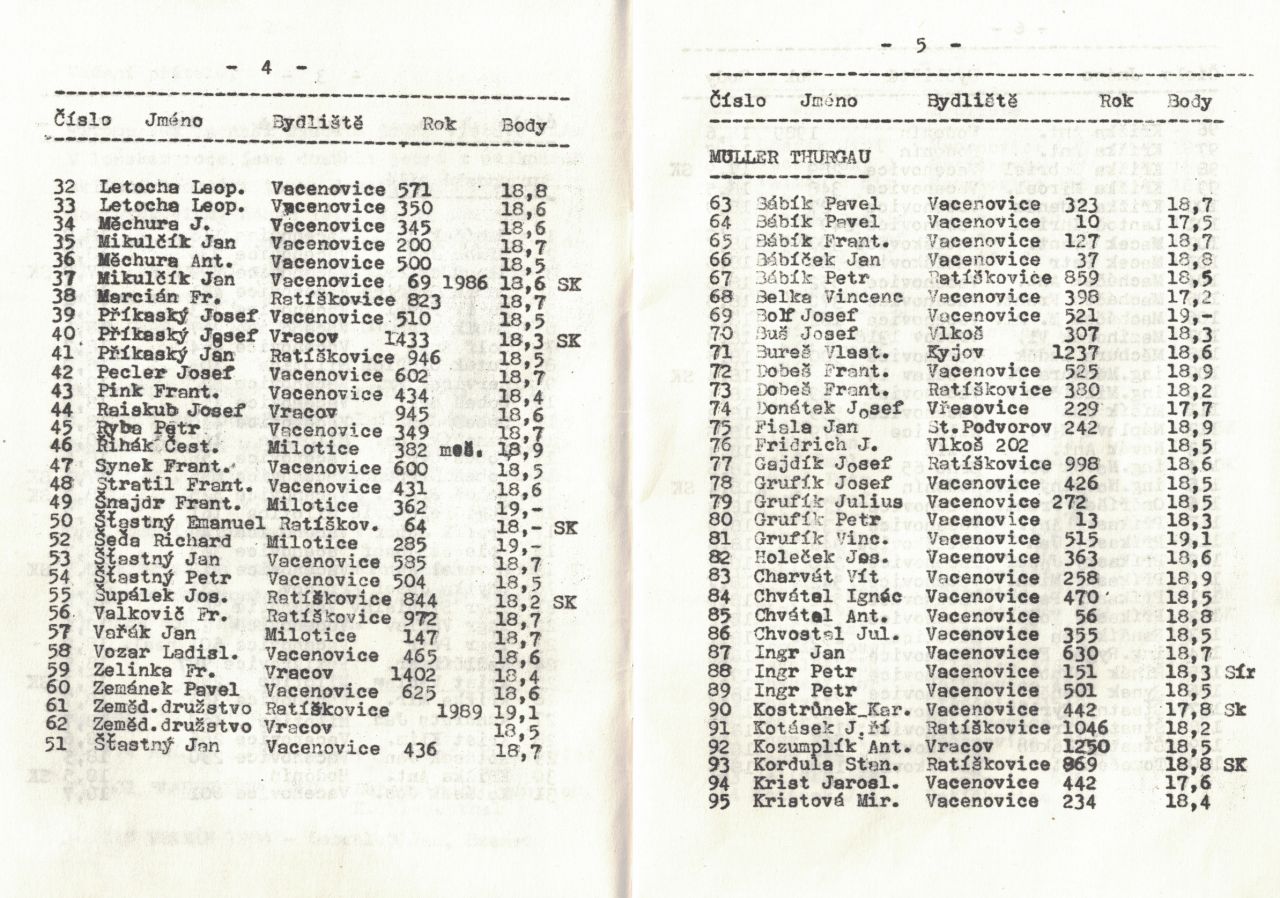 - 4 -
Číslo Jméno Bydliště Rok Body
32 Letocha Leop. Vacenovice 571 18,8
33 Letocha Leop. Vacenovice 350 18,6
34 Měchura J. Vacenovice 345 18,6
35 Mikulčík Jan Vacenovice 200 18,7
36 Měchura Ant. Vacenovice 500 18,5
37 Mikulčík Jan Vacenovice 69 1986 18,6 SK
38 Marcián Fr. Ratíškovice 823 18,7
39 Příkaský Josef Vacenovice 510 18,5
40 Příkaský Josef Vracov 1433 18,3 SK
41 Příkaský Jan Ratíškovice 946 18,5
42 Pecler Josef Vacenovice 602 18,7
43 Pink Frant. Vacenovice 434 18,4
44 Raiskub Josef Vracov 945 18,6
45 Ryba Petr Vacenovice 349 18,7
46 Řihák Čest. Milotice 382 meš. 18,9
47 Synek Frant. Vacenovice 600 18,5
48 Stratil Frant. Vacenovice 431 18,6
49 Šnajdr Frant. Milotice 362 19,-
50 Šťastný Emanuel Ratíškov. 64 18,- SK
52 Šeda Richard Milotice 285 19,-
53 Šťastný Jan Vacenovice 585 18,7
54 Šťastný Petr Vacenovice 504 18,5
55 Šupálek Jos. Ratíškovice 844 18,2 SK
56 Valkovič Fr. Ratíškovice 972 18,7
57 Vařák Jan Milotice 147 18,7
58 Vozar Ladisl. Vacenovice 465 18,6
59 Zelinka Fr. Vracov 1402 18,4
60 Zemánek Pavel Vacenovice 625 18,6
61 Zeměd.družstvo Ratíškovice 1989 19,1
62 Zeměd.družstvo Vracov 18,5
51 Šťastný Jan Vacenovice 436 18,7
- 5 -
Číslo Jméno Bydliště Rok Body
MULLER THURGAU
63 Bábík Pavel Vacenovice 323 18,7
64 Bábík Pavel Vacenovice 10 17,5
65 Bábík Frant. Vacenovice 127 18,7
66 Bábíček Jan Vacenovice 37 18,8
67 Bábík Petr Ratíškovice 859 18,5
68 Belka Vincenc Vacenovice 398 17,2
69 Bolf Josef Vacenovice 521 19,-
70 Buš Josef Vlkoš 307 18,3
71 Bureš Vlast. Kyjov 1237 18,6
72 Dobeš Frant. Vacenovice 525 18,9
73 Dobeš Frant. Ratíškovice 380 18,2
74 Donátek Josef Vřesovice 229 17,7
75 Fiala Jan St.Podvorov 242 18,9
76 Fridrich J. Vlkoš 202 18,5
77 Gajdík Josef Ratíškovice 998 18,6
78 Grufík Josef Vacenovice 426 18,5
79 Grufík Julius Vacenovice 272 18,5
80 Grufík Petr Vacenovice 13 18,3
81 Grufík Vinc. Vacenovice 515 19,1
82 Holeček Jos. Vacenovice 363 18,6
83 Charvát Vít Vacenovice 258 18,9
84 Chvátal Ignác Vacenovice 470 18,5
85 Chvátal Ant. Vacenovice 56 18,8
86 Chvostal Jul. Vacenovice 355 18,5
87 Ingr Jan Vacenovice 630 18,7
88 Ingr Petr Vacenovice 151 18,3 Sír
89 Ingr Petr Vacenovice 501 18,5
90 Kostrůnek Kar. Vacenovice 442 17,8 Sk
91 Kotásek Jiří Ratíškovice 1046 18,2
92 Kozumplík Ant. Vracov 1250 18,5
93 Kordula Stan. Ratíškovice 869 18,8 SK
94 Krist Jarosl. Vacenovice 442 17,6
95 Kristová Mir. Vacenovice 234 18,4